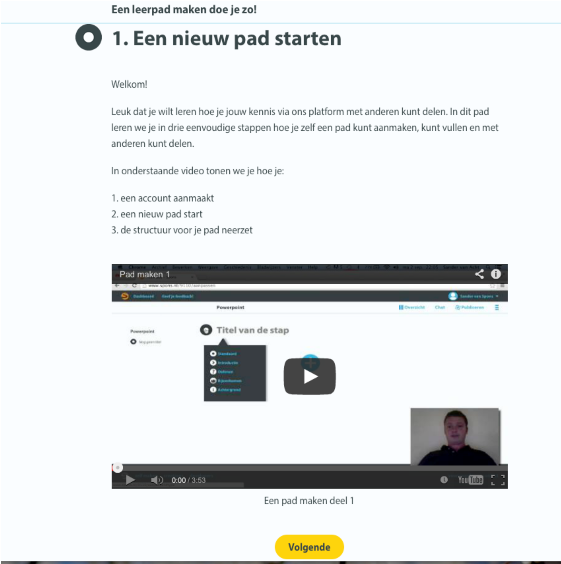 Een leerpad maken doe je zo!
1. Een nieuw pad starten
Welkom!
Leuk dat je wilt leren hoe je jouw kennis via ons platform met anderen kunt delen. In dit pad
leren we je in drie eenvoudige stappen hoe je zelf een pad kunt aanmaken, kunt vullen en met
anderen kunt delen.
In onderstaande video tonen we je hoe je:
1. een account aanmaakt
2. een nieuw pad start
3. de structuur voor je pad neerzet
Pad maken 1
Dashboard
Powerpoint
Overzicht Chat Publiceren
Powerpoint
Titel van de stap
0:00 / 3:53
YouTube
Een pad maken deel 1
Volgende